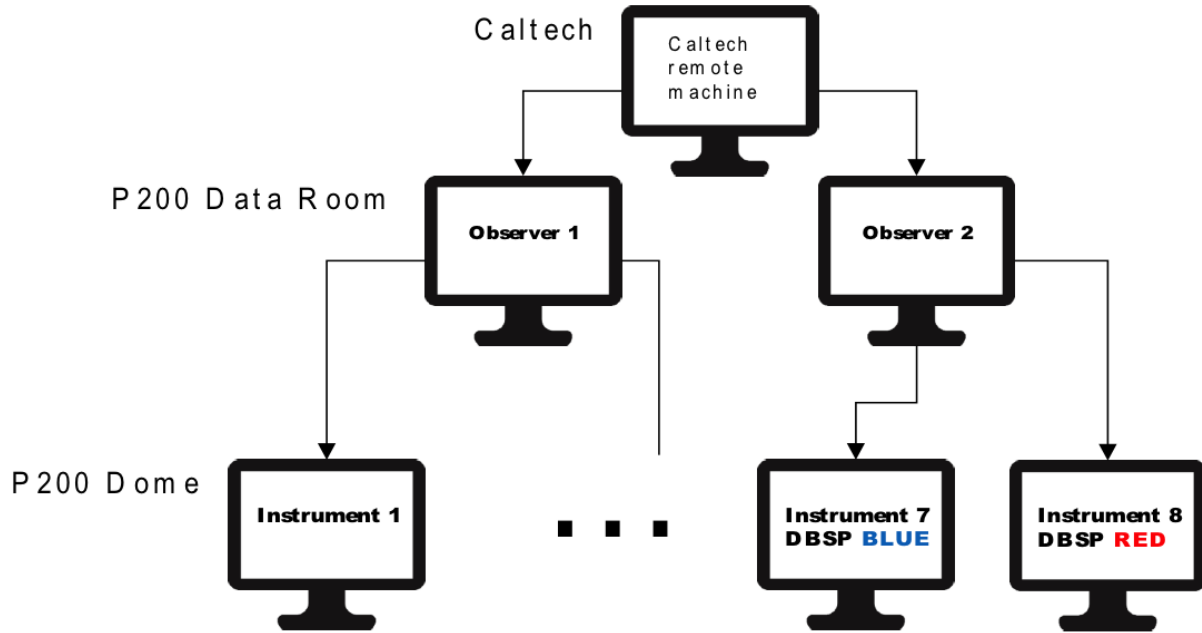 Caltech
Caltech
remote
machine
P200 Data Room
Observer 1
Observer 2
P200 Dome
Instrument 1
...
Instrument 7
DBSP BLUE
Instrument 8
DBSP RED